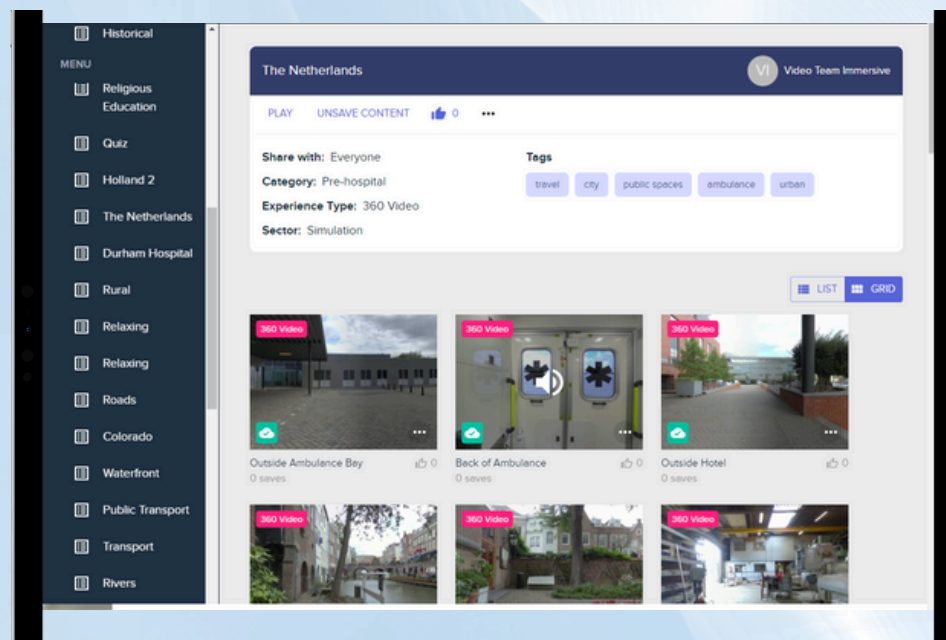 Historical
MENU
Religious
Education
Quiz
Holland 2
The Netherlands
Durham Hospital
Rural
Relaxing
Relaxing
Roads
Colorado
Waterfront
Public Transport
Transport
Rivers
The Netherlands
VI Video Team Immersive
PLAY UNSAVE CONTENT 0 •••
Share with: Everyone
Category: Pre-hospital
Experience Type: 360 Video
Sector: Simulation
Tags
travel city public spaces ambulance urban
LIST GRID
360 Video 360 Video 360 Video
Outside Ambulance Bay 0 Back of Ambulance 0 Outside Hotel 0
0 saves 0 saves 0 saves
360 Video 360 Video 360 Video